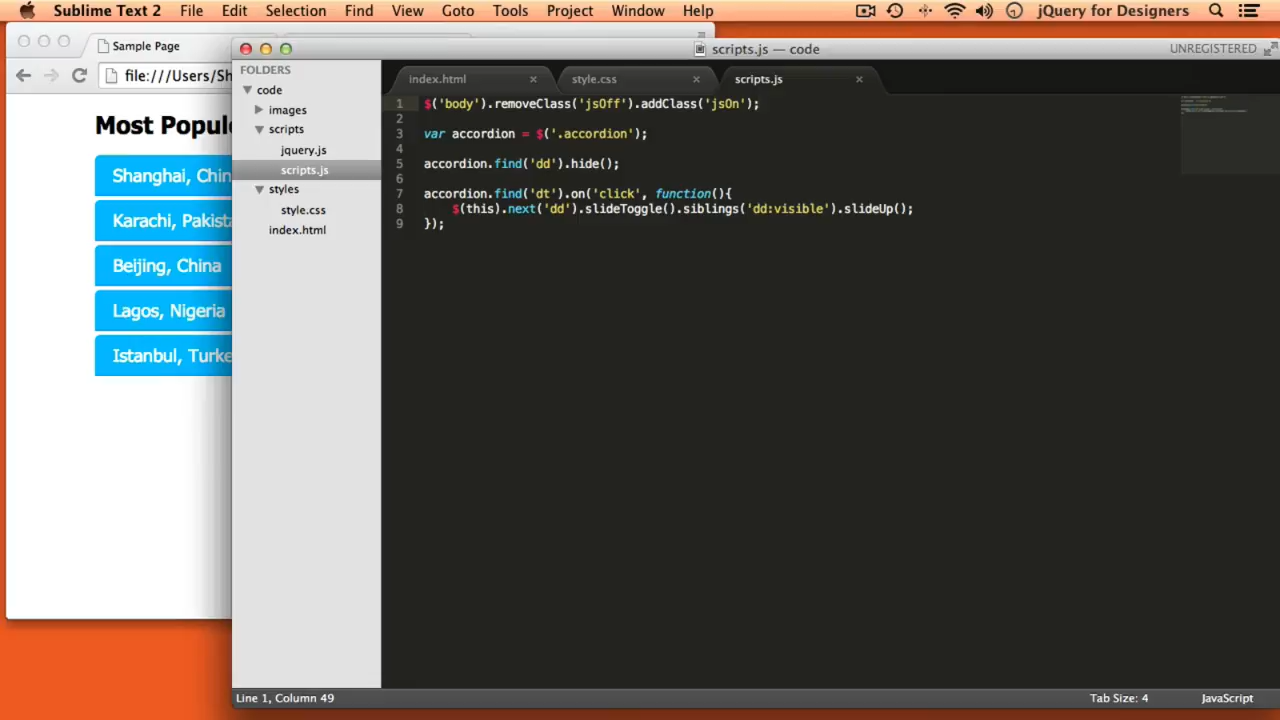 Sublime Text 2 File Edit Selection Find View Goto Tools Project Window Help jQuery for Designers
Sample Page
file:///Users/Sh
Most Popul
Shanghai, Chin
Karachi, Pakist
Beijing, China
Lagos, Nigeria
Istanbul, Turke
scripts.js — code
UNREGISTERED
FOLDERS
code
images
scripts
jquery.js
scripts.js
styles
style.css
index.html
index.html style.css scripts.js
1 $('body').removeClass('jsOff').addClass('jsOn');
2
3 var accordion = $('.accordion');
4
5 accordion.find('dd').hide();
6
7 accordion.find('dt').on('click', function(){
8 $(this).next('dd').slideToggle().siblings('dd:visible').slideUp();
9 });
Line 1, Column 49
Tab Size: 4
JavaScript